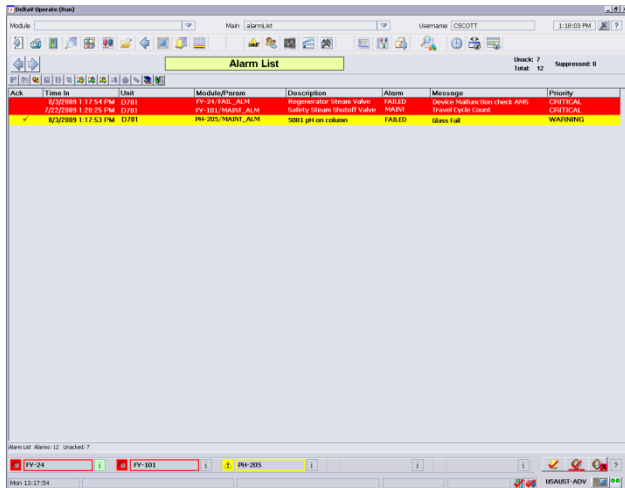 DeltaV Operate (Run)
Module Main alarmList Username CSCOTT 1:18:03 PM ?
Alarm List Unack: 7 Total: 12 Suppressed: 0
Ack Time In Unit Module/Param Description Alarm Message Priority
8/3/2009 1:17:54 PM D701 FY-24/FAIL_ALM Regenerator Steam Valve FAILED Device Malfunction check AMS CRITICAL
7/22/2009 1:20:25 PM D701 FY-101/MAINT_ALM Safety Steam Shutoff Valve MAINT Travel Cycle Count CRITICAL
8/3/2009 1:17:53 PM D701 PH-205/MAINT_ALM 5001 pH on column FAILED Glass Fail WARNING
Alarm List Alarms: 12 Unacked: 7
FY-24 i FY-101 i PH-205 i i i ?
Mon 13:17:54 USAUST-ADV